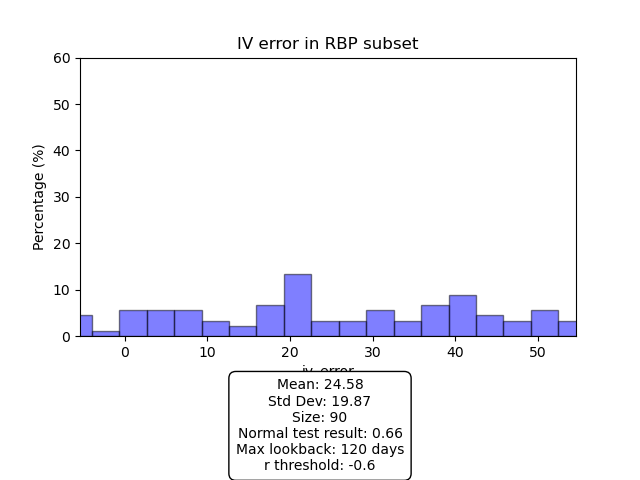 IV error in RBP subset
Percentage (%)
60
50
40
30
20
10
0
0 10 20 30 40 50
iv_error
Mean: 24.58
Std Dev: 19.87
Size: 90
Normal test result: 0.66
Max lookback: 120 days
r threshold: -0.6